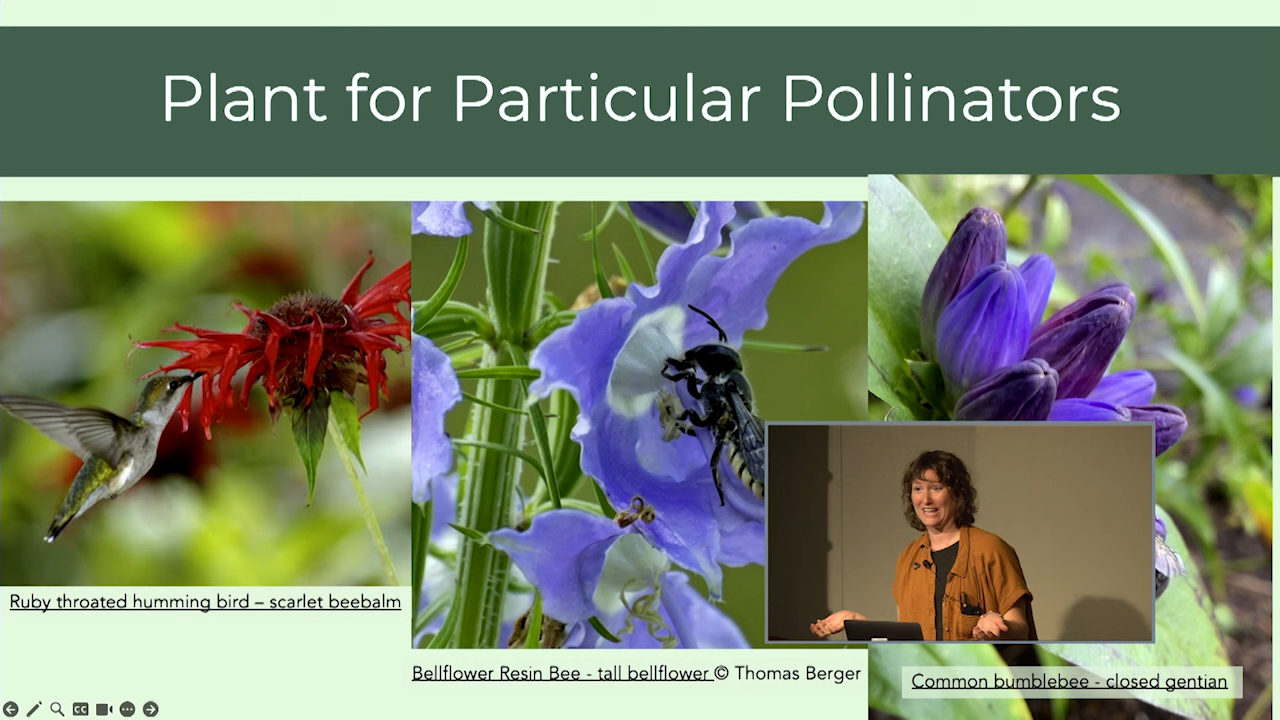 Plant for Particular Pollinators
Ruby throated humming bird – scarlet beebalm
Bellflower Resin Bee - tall bellflower © Thomas Berger
Common bumblebee - closed gentian
CC